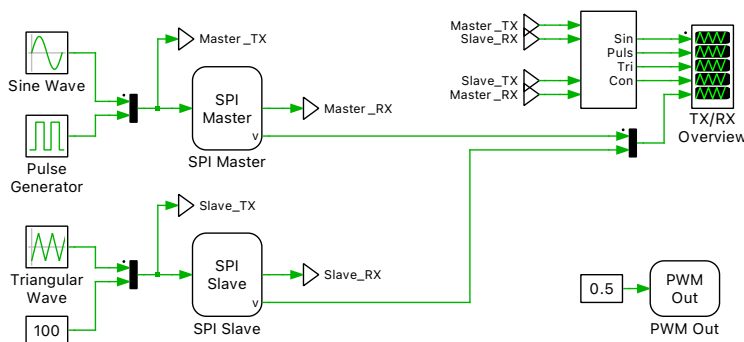 Sine Wave
Pulse
Generator
Master_TX
SPI
Master
v
SPI Master
Master_RX
Master_TX
Slave_RX
Slave_TX
Master_RX
Sin
Puls
Tri
Con
TX/RX
Overview
Triangular
Wave
100
Slave_TX
SPI
Slave
v
SPI Slave
Slave_RX
0.5
PWM
Out
PWM Out